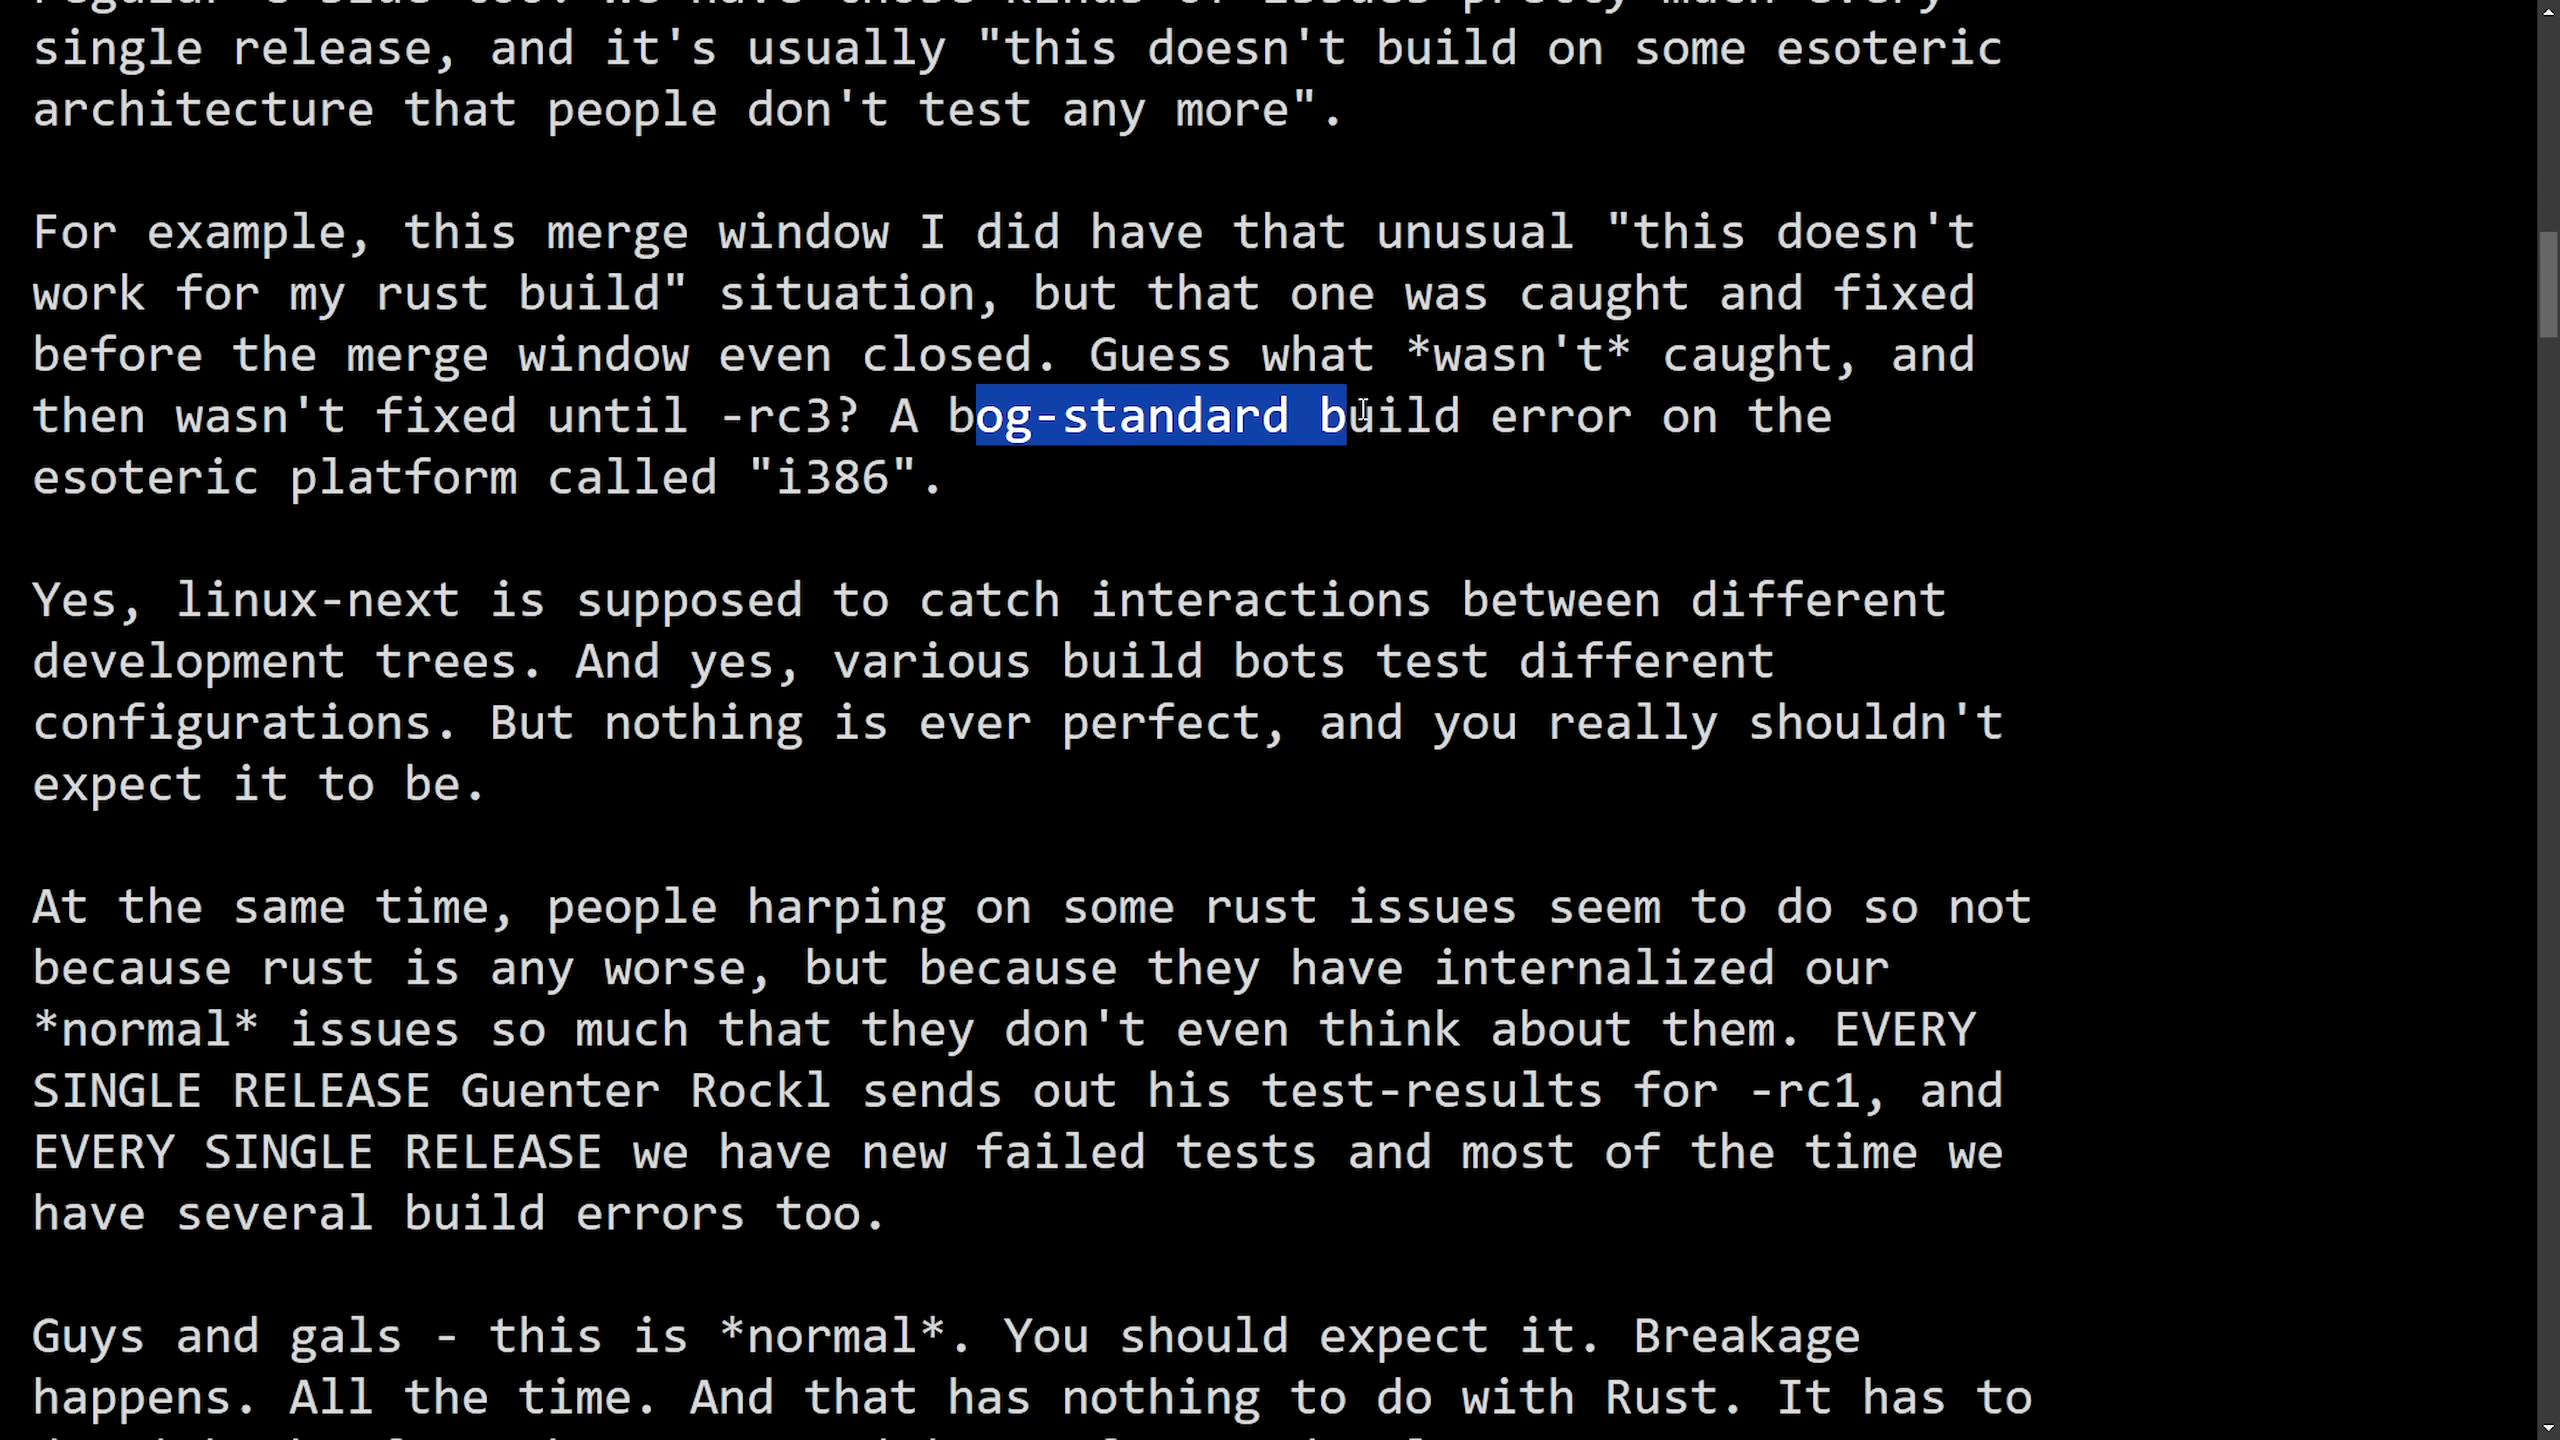 single release, and it's usually "this doesn't build on some esoteric
architecture that people don't test any more".
For example, this merge window I did have that unusual "this doesn't
work for my rust build" situation, but that one was caught and fixed
before the merge window even closed. Guess what *wasn't* caught, and
then wasn't fixed until -rc3? A bog-standard build error on the
esoteric platform called "i386".
Yes, linux-next is supposed to catch interactions between different
development trees. And yes, various build bots test different
configurations. But nothing is ever perfect, and you really shouldn't
expect it to be.
At the same time, people harping on some rust issues seem to do so not
because rust is any worse, but because they have internalized our
*normal* issues so much that they don't even think about them. EVERY
SINGLE RELEASE Guenter Rockl sends out his test-results for -rc1, and
EVERY SINGLE RELEASE we have new failed tests and most of the time we
have several build errors too.
Guys and gals - this is *normal*. You should expect it. Breakage
happens. All the time. And that has nothing to do with Rust. It has to